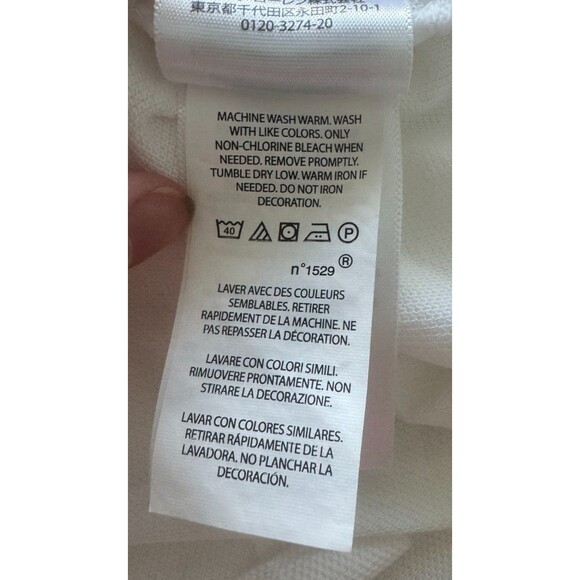 東京都千代田区永田町2-10-1
0120-3274-20
MACHINE WASH WARM. WASH
WITH LIKE COLORS. ONLY
NON-CHLORINE BLEACH WHEN
NEEDED. REMOVE PROMPTLY.
TUMBLE DRY LOW. WARM IRON IF
NEEDED. DO NOT IRON
DECORATION.
40 P
n°1529 ®
LAVER AVEC DES COULEURS
SEMBLABLES. RETIRER
RAPIDEMENT DE LA MACHINE. NE
PAS REPASSER LA DÉCORATION.
LAVARE CON COLORI SIMILI.
RIMUOVERE PRONTAMENTE. NON
STIRARE LA DECORAZIONE.
LAVAR CON COLORES SIMILARES.
RETIRAR RÁPIDAMENTE DE LA
LAVADORA. NO PLANCHAR LA
DECORACIÓN.